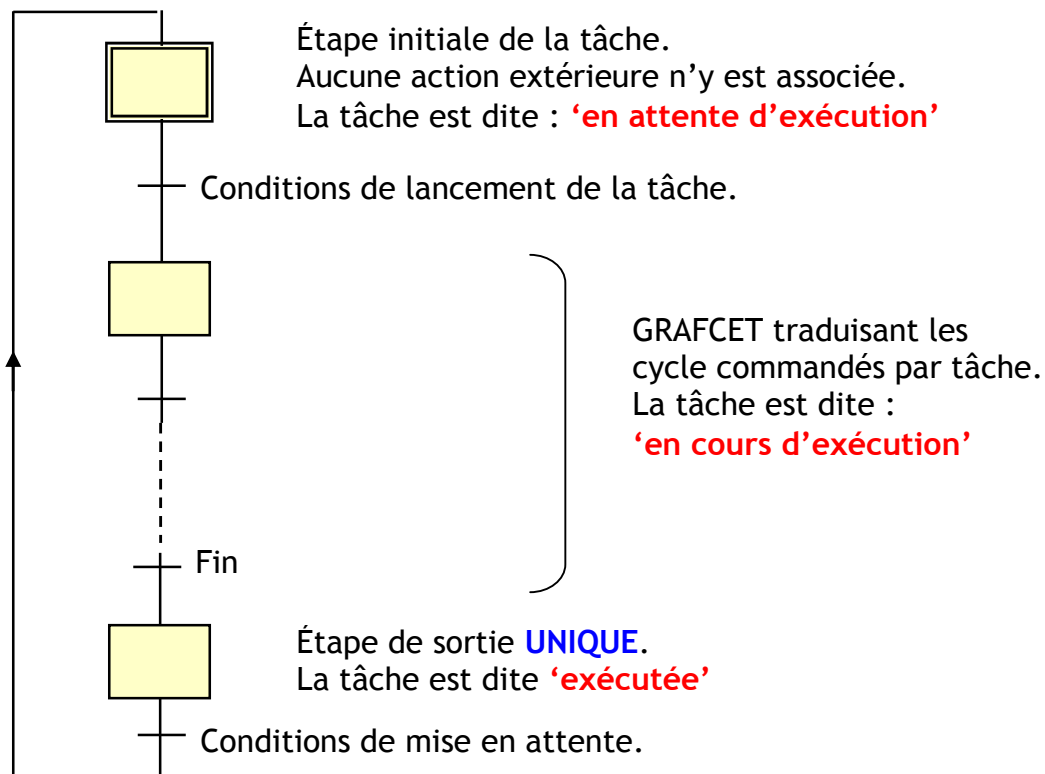 Étape initiale de la tâche.
Aucune action extérieure n’y est associée.
La tâche est dite : ‘en attente d’exécution’
Conditions de lancement de la tâche.
GRAFCET traduisant les
cycle commandés par tâche.
La tâche est dite :
‘en cours d’exécution’
Fin
Étape de sortie UNIQUE.
La tâche est dite ‘exécutée’
Conditions de mise en attente.